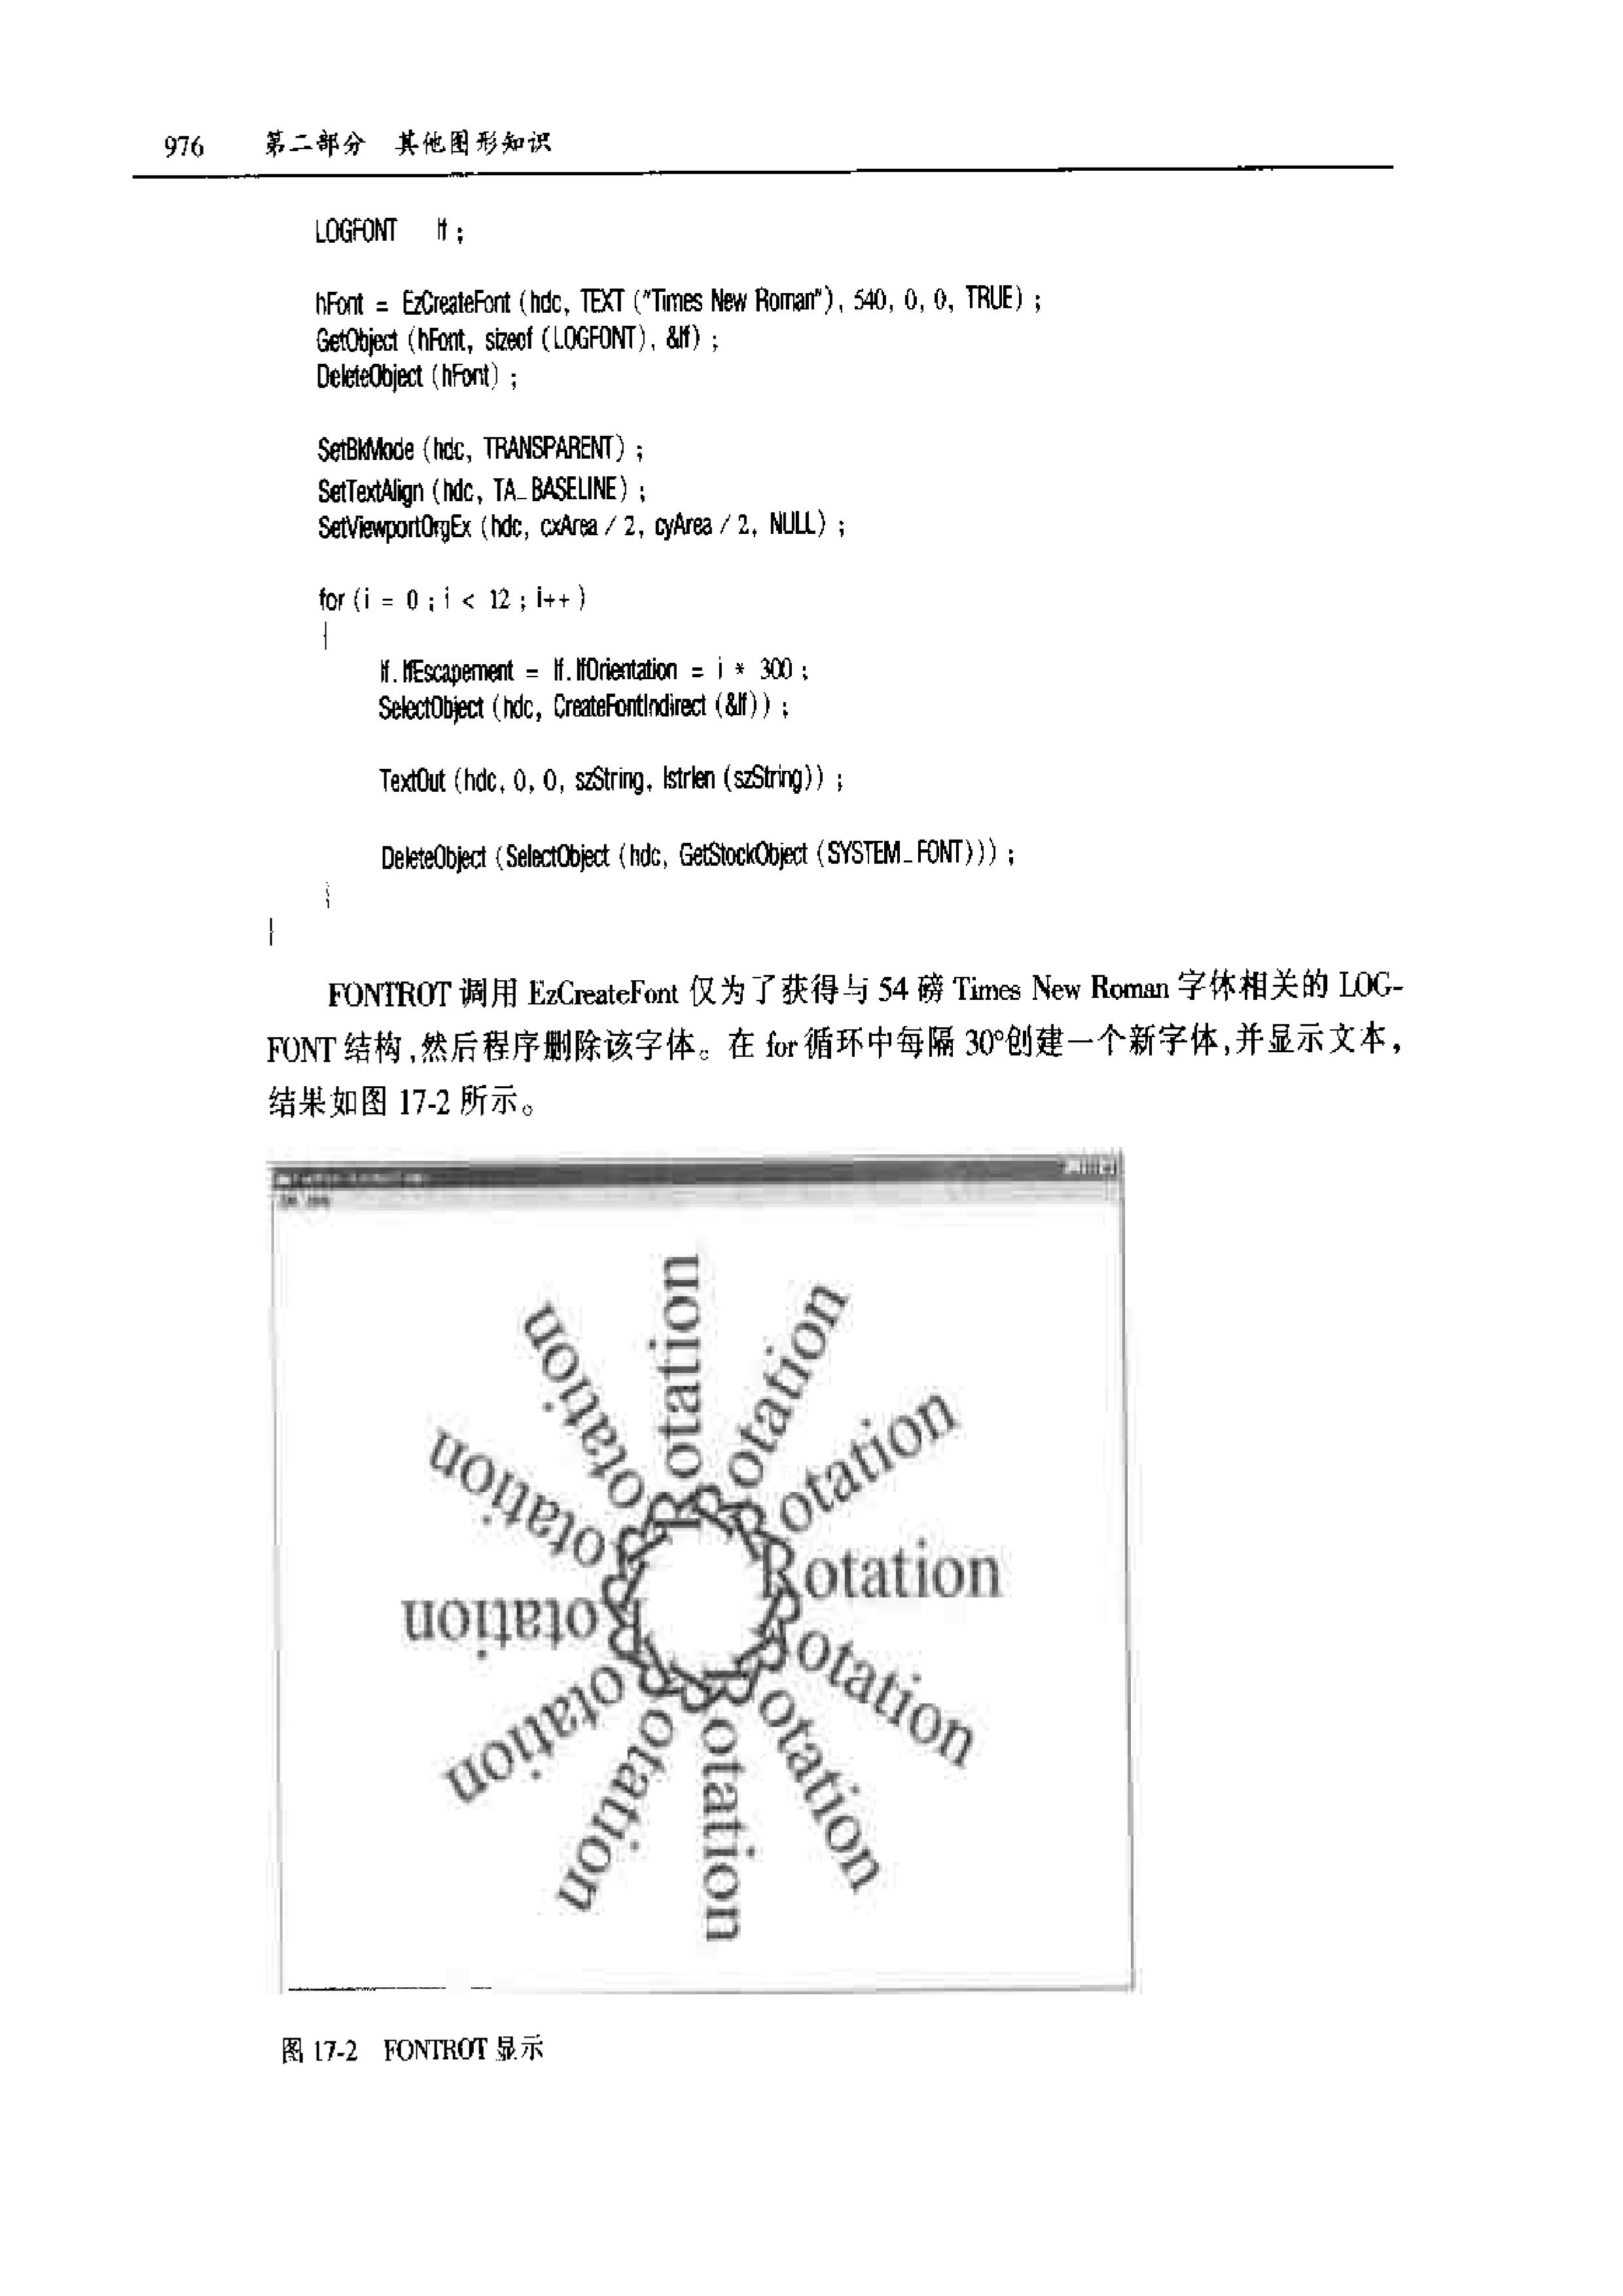 976 第二部分 其他图形知识
LOGFONT lf ;
hFont = EzCreateFont (hdc, TEXT ("Times New Roman"), 540, 0, 0, TRUE) ;
GetObject (hFont, sizeof (LOGFONT), &lf) ;
DeleteObject (hFont) ;
SetBkMode (hdc, TRANSPARENT) ;
SetTextAlign (hdc, TA_BASELINE) ;
SetViewportOrgEx (hdc, cxArea / 2, cyArea / 2, NULL) ;
for (i = 0 ; i < 12 ; i++ )
{
lf.lfEscapement = lf.lfOrientation = i * 300 ;
SelectObject (hdc, CreateFontIndirect (&lf)) ;
TextOut (hdc, 0, 0, szString, lstrlen (szString)) ;
DeleteObject (SelectObject (hdc, GetStockObject (SYSTEM_FONT))) ;
}
}
FONTROT 调用 EzCreateFont 仅为了获得与 54 磅 Times New Roman 字体相关的 LOG-
FONT 结构,然后程序删除该字体。在 for 循环中每隔 30°创建一个新字体,并显示文本,
结果如图 17-2 所示。
Rotation
Rotation
Rotation
Rotation
Rotation
Rotation
Rotation
Rotation
Rotation
Rotation
Rotation
Rotation
图 17-2 FONTROT 显示